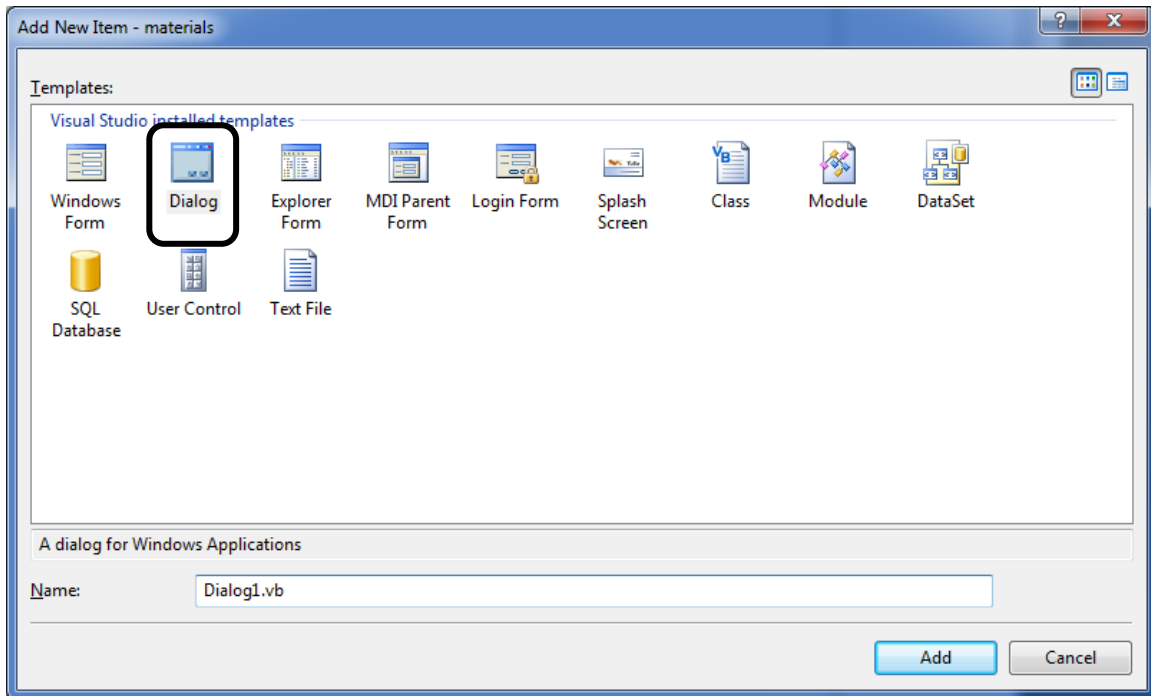 Add New Item - materials
Templates:
Visual Studio installed templates
Windows Form
Dialog
Explorer Form
MDI Parent Form
Login Form
Splash Screen
Class
Module
DataSet
SQL Database
User Control
Text File
A dialog for Windows Applications
Name:
Dialog1.vb
Add
Cancel